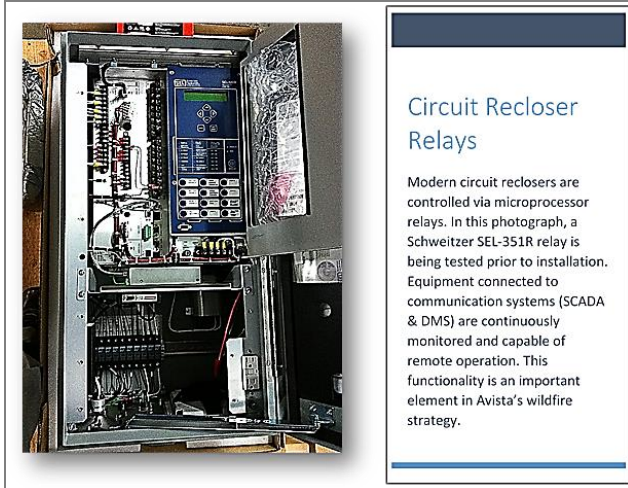 Circuit Recloser
Relays
Modern circuit reclosers are
controlled via microprocessor
relays. In this photograph, a
Schweitzer SEL-351R relay is
being tested prior to installation.
Equipment connected to
communication systems (SCADA
& DMS) are continuously
monitored and capable of
remote operation. This
functionality is an important
element in Avista's wildfire
strategy.